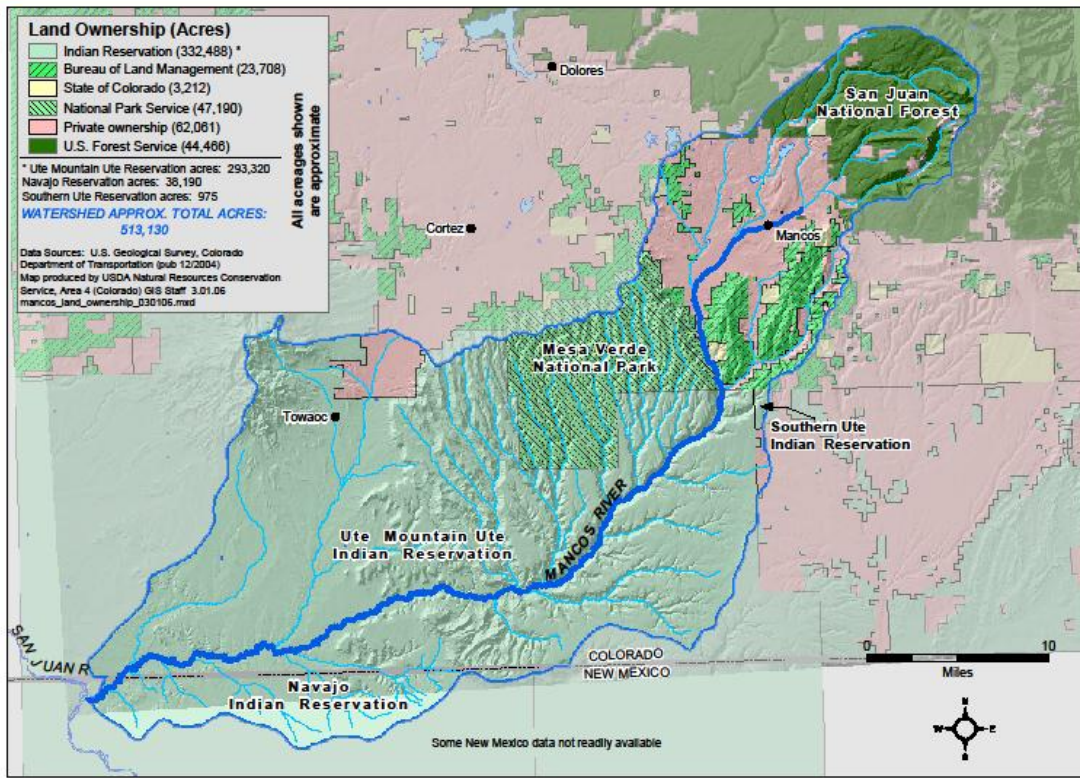 Land Ownership (Acres)
Indian Reservation (332,488) *
Bureau of Land Management (23,708)
State of Colorado (3,212)
National Park Service (47,190)
Private ownership (62,061)
U.S. Forest Service (44,466)
All acreages shown
are approximate
* Ute Mountain Ute Reservation acres: 293,320
Navajo Reservation acres: 38,190
Southern Ute Reservation acres: 975
WATERSHED APPROX. TOTAL ACRES:
513,130
Data Sources: U.S. Geological Survey, Colorado
Department of Transportation (pub 12/2004)
Map produced by USDA Natural Resources Conservation
Service, Area 4 (Colorado) GIS Staff 3.01.06
mancos_land_ownership_030106.mxd
Dolores
San Juan
National Forest
Cortez
Mancos
Mesa Verde
National Park
Towaoc
Southern Ute
Indian Reservation
MANCOS RIVER
Ute Mountain Ute
Indian Reservation
SAN JUAN R
COLORADO
NEW MEXICO
0 10
Miles
Navajo
Indian Reservation
Some New Mexico data not readily available
N
W E
S